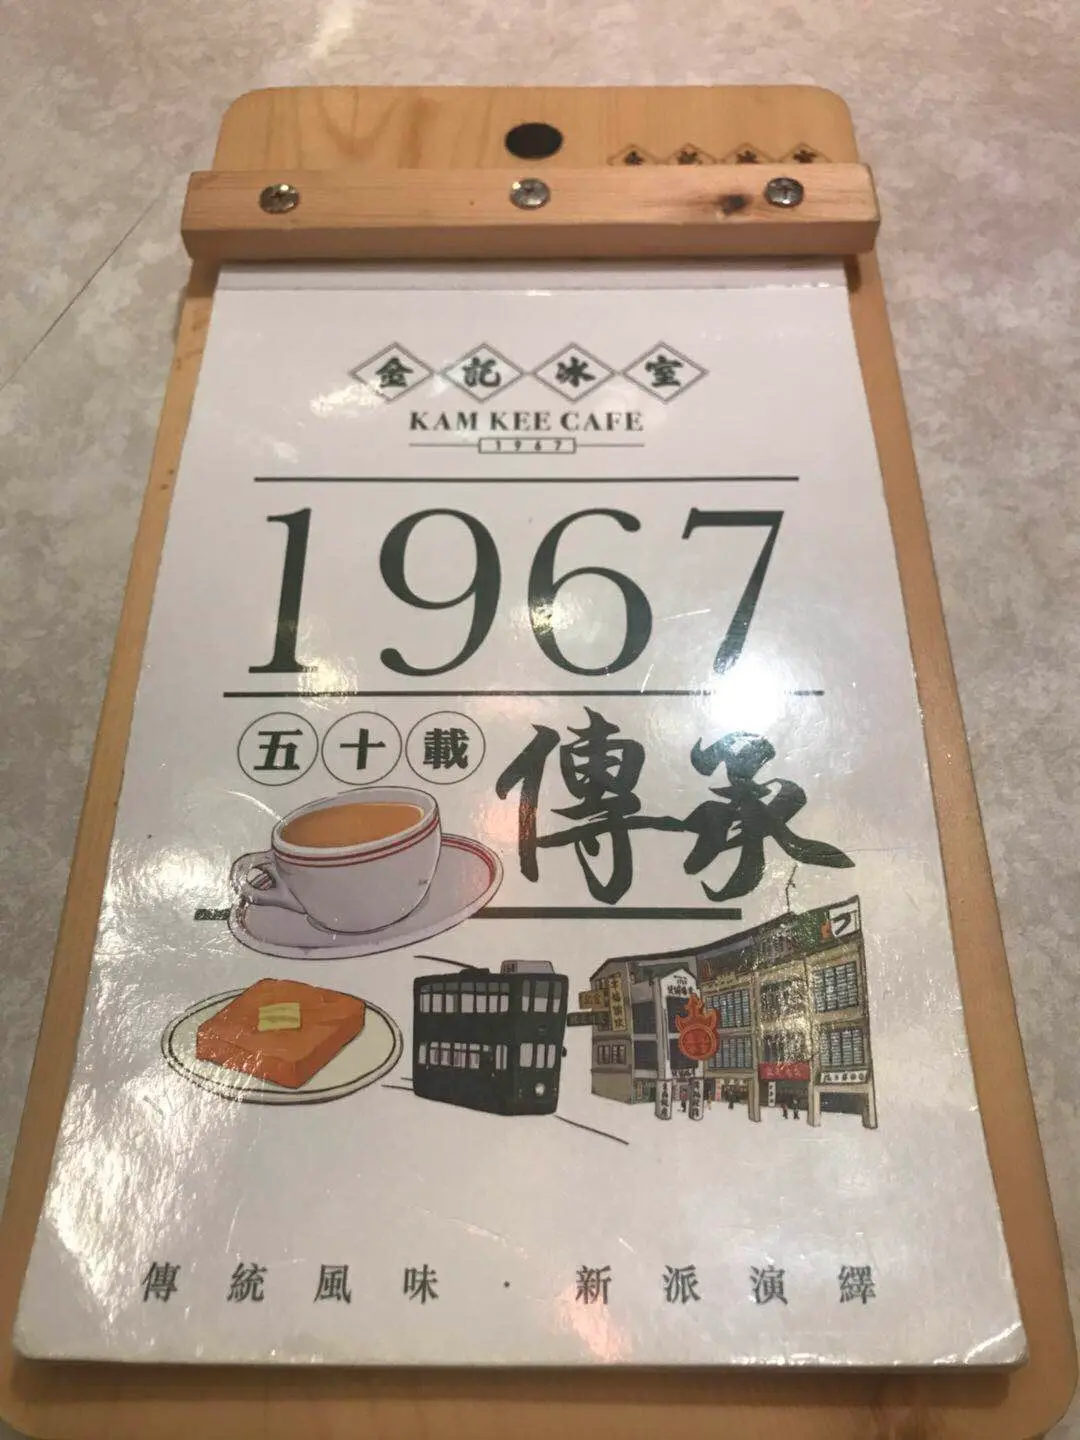 金記冰室
KAM KEE CAFE
1967
1967
五十載 傳承
傳統風味·新派演繹